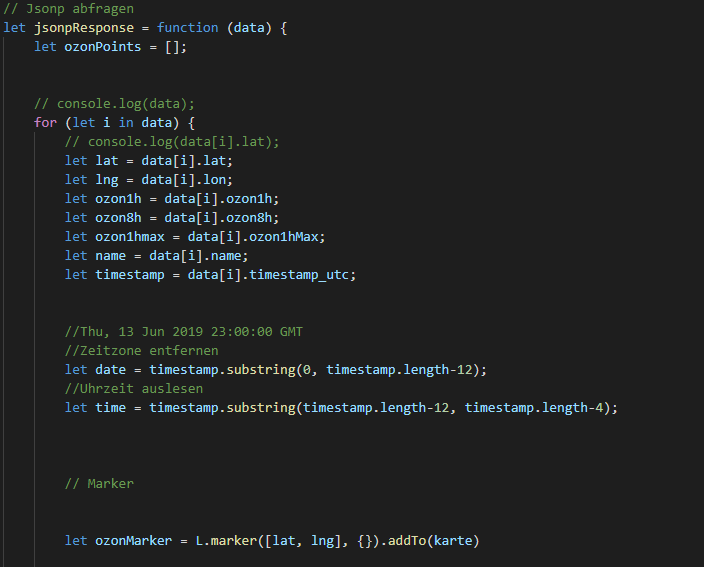 // Jsonp abfragen
let jsonpResponse = function (data) {
let ozonPoints = [];
// console.log(data);
for (let i in data) {
// console.log(data[i].lat);
let lat = data[i].lat;
let lng = data[i].lon;
let ozon1h = data[i].ozon1h;
let ozon8h = data[i].ozon8h;
let ozon1hmax = data[i].ozon1hMax;
let name = data[i].name;
let timestamp = data[i].timestamp_utc;
//Thu, 13 Jun 2019 23:00:00 GMT
//Zeitzone entfernen
let date = timestamp.substring(0, timestamp.length-12);
//Uhrzeit auslesen
let time = timestamp.substring(timestamp.length-12, timestamp.length-4);
// Marker
let ozonMarker = L.marker([lat, lng], {}).addTo(karte)